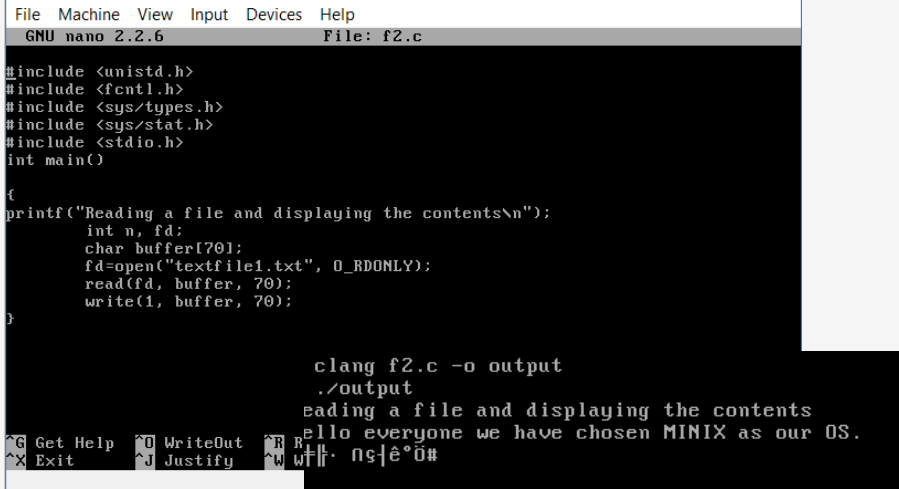 File Machine View Input Devices Help
GNU nano 2.2.6 File: f2.c
#include <unistd.h>
#include <fcntl.h>
#include <sys/types.h>
#include <sys/stat.h>
#include <stdio.h>
int main()
{
printf("Reading a file and displaying the contents\n");
int n, fd;
char buffer[70];
fd=open("textfile1.txt", O_RDONLY);
read(fd, buffer, 70);
write(1, buffer, 70);
}
^G Get Help ^O WriteOut ^R R
^X Exit ^J Justify ^W W
clang f2.c -o output
./output
eading a file and displaying the contents
ello everyone we have chosen MINIX as our OS.